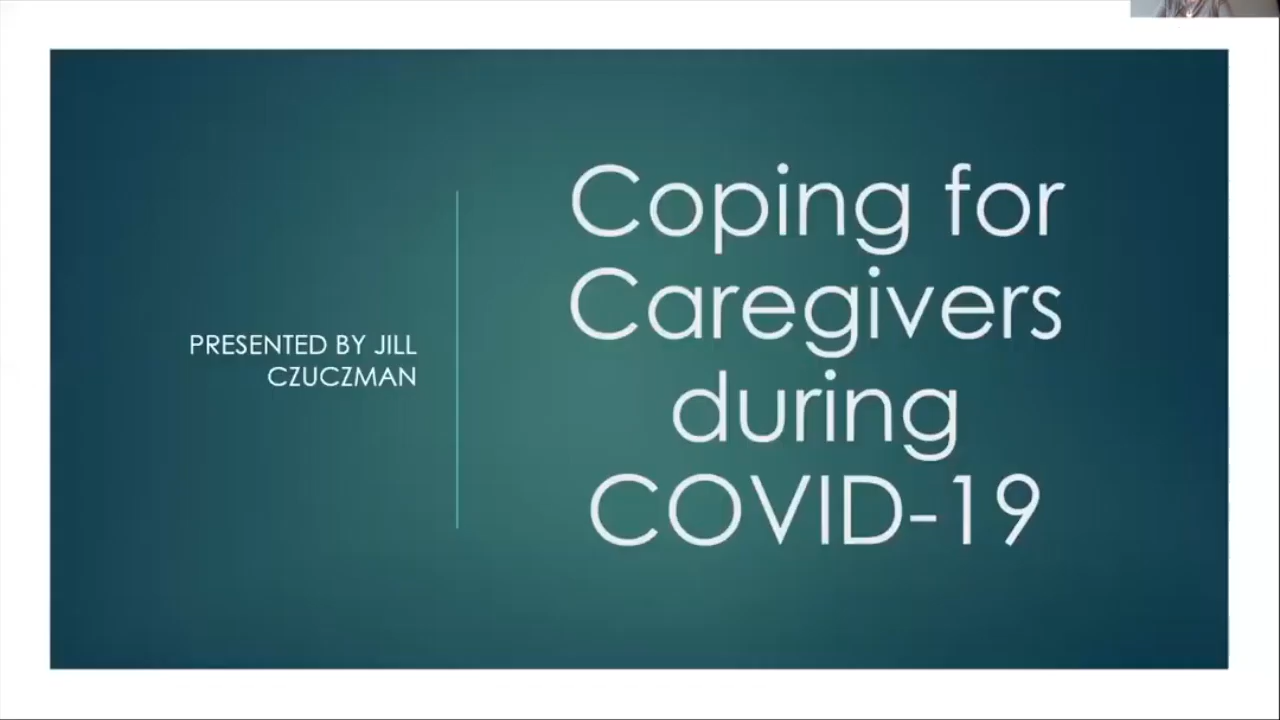 PRESENTED BY JILL
CZUCZMAN
Coping for
Caregivers
during
COVID-19